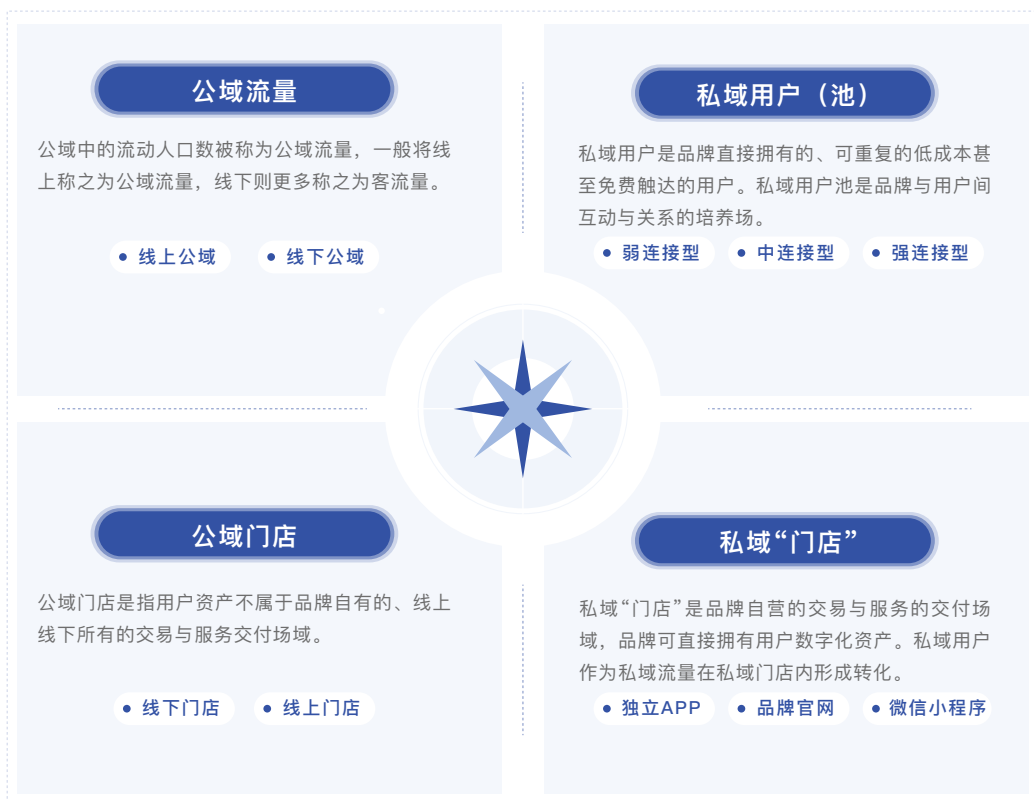 公域流量
公域中的流动人口数被称为公域流量，一般将线
上称之为公域流量，线下则更多称之为客流量。
线上公域
线下公域
私域用户（池）
私域用户是品牌直接拥有的、可重复的低成本甚
至免费触达的用户。私域用户池是品牌与用户间
互动与关系的培养场。
弱连接型
中连接型
强连接型
公域门店
公域门店是指用户资产不属于品牌自有的、线上
线下所有的交易与服务交付场域。
线下门店
线上门店
私域“门店”
私域“门店”是品牌自营的交易与服务的交付场
域，品牌可直接拥有用户数字化资产。私域用户
作为私域流量在私域门店内形成转化。
独立APP
品牌官网
微信小程序